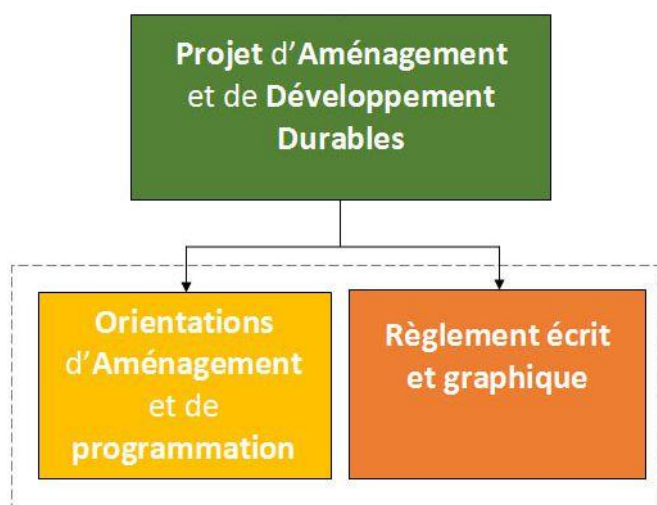 Projet d'Aménagement
et de Développement
Durables
Orientations
d'Aménagement
et de
programmation
Règlement écrit
et graphique